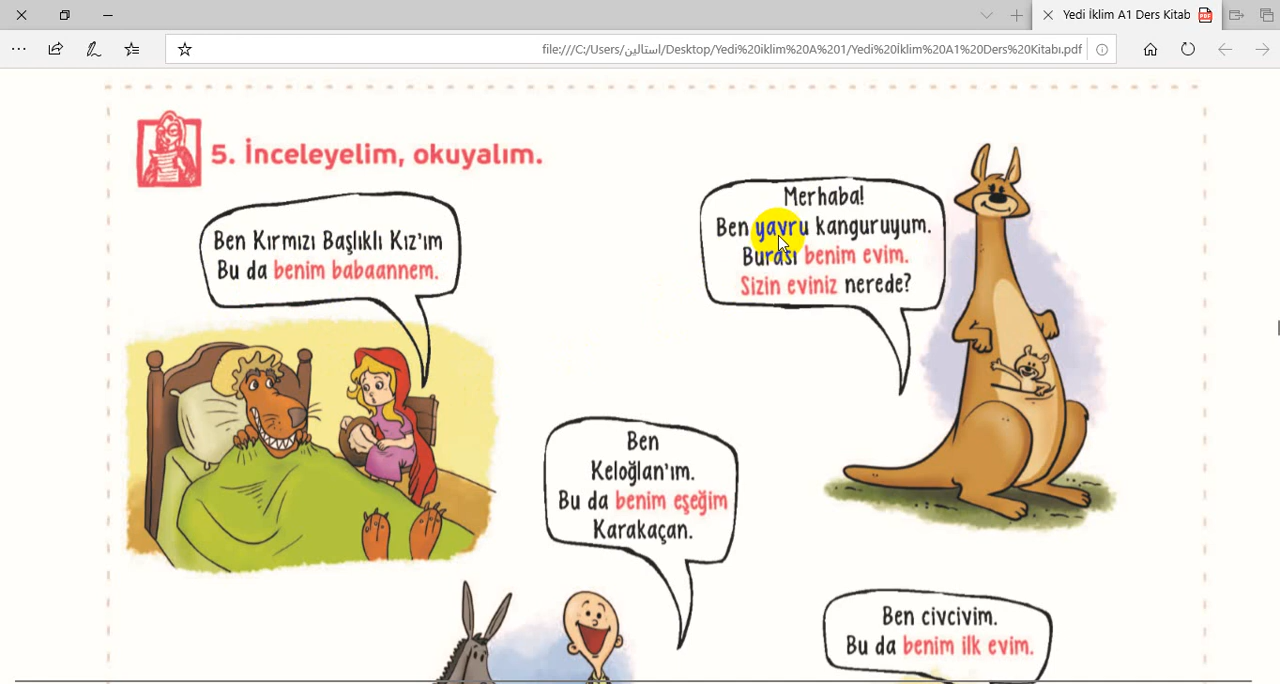 Yedi İklim A1 Ders Kitab
file:///C:/Users/استالين/Desktop/Yedi%20iklim%20A%201/Yedi%20İklim%20A1%20Ders%20Kitabı.pdf
5. İnceleyelim, okuyalım.
Ben Kırmızı Başlıklı Kız'ım
Bu da benim babaannem.
Merhaba!
Ben yavru kanguruyum.
Burası benim evim.
Sizin eviniz nerede?
Ben
Keloğlan'ım.
Bu da benim eşeğim
Karakaçan.
Ben civcivim.
Bu da benim ilk evim.